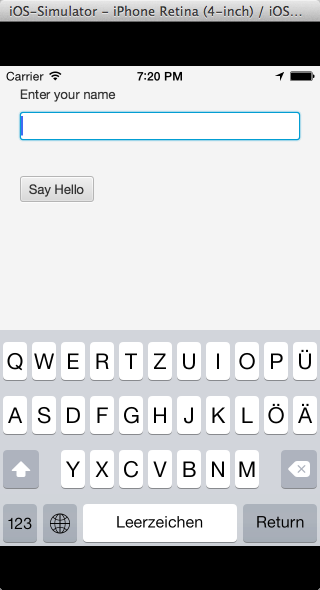 iOS-Simulator – iPhone Retina (4-inch) / iOS...
Carrier 7:20 PM
Enter your name
Say Hello
Q W E R T Z U I O P Ü
A S D F G H J K L Ö Ä
Y X C V B N M
123 Leerzeichen Return